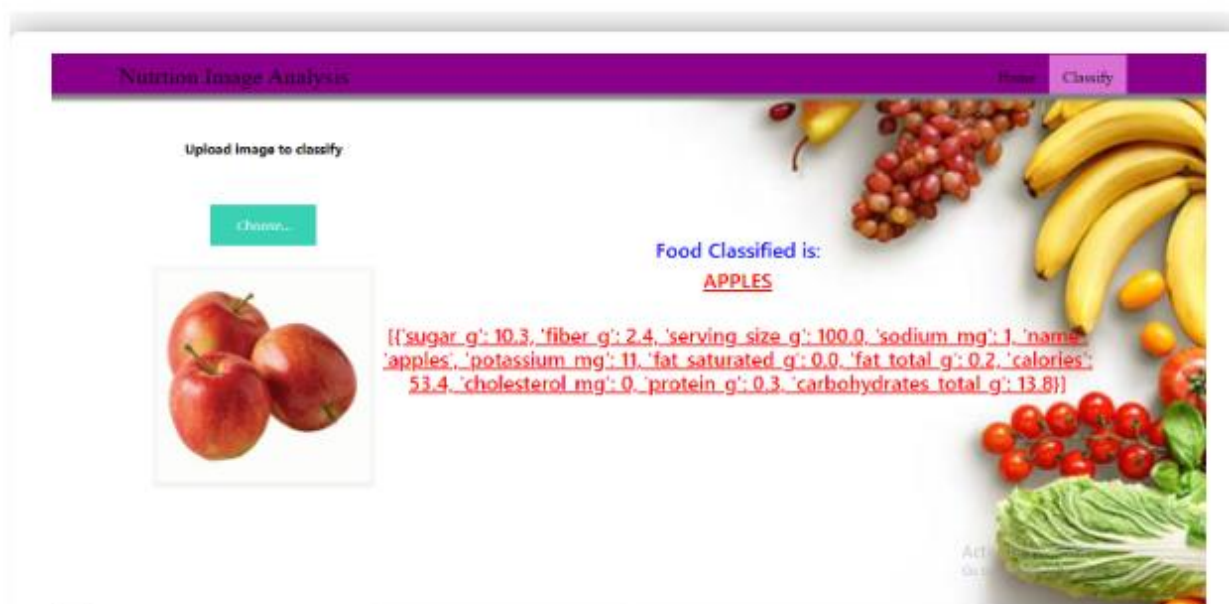 Nutrition Image Analysis
Home Classify
Upload image to classify
Choose...
Food Classified is:
APPLES
[{'sugar_g': 10.3, 'fiber_g': 2.4, 'serving_size_g': 100.0, 'sodium_mg': 1, 'name':
'apples', 'potassium_mg': 11, 'fat_saturated_g': 0.0, 'fat_total_g': 0.2, 'calories':
53.4, 'cholesterol_mg': 0, 'protein_g': 0.3, 'carbohydrates_total_g': 13.8}]